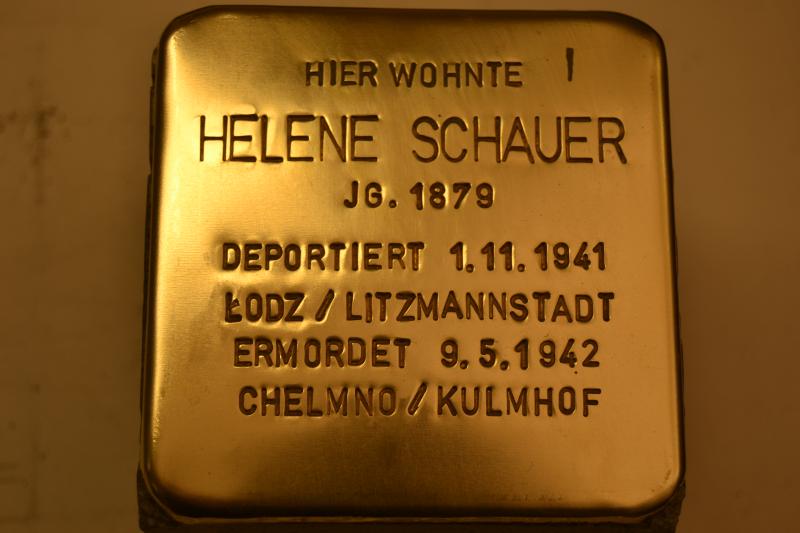 HIER WOHNTE
HELENE SCHAUER
JG. 1879
DEPORTIERT 1.11.1941
ŁODZ / LITZMANNSTADT
ERMORDET 9.5.1942
CHELMNO / KULMHOF